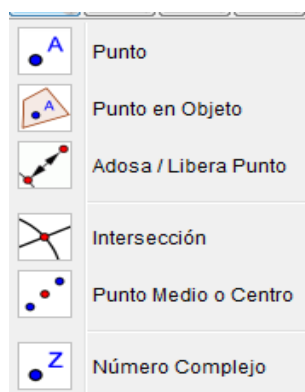 A Punto
A Punto en Objeto
Adosa / Libera Punto
Intersección
Punto Medio o Centro
Z Número Complejo